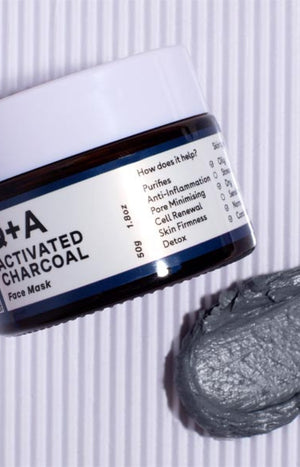 Q+A
ACTIVATED
CHARCOAL
Face Mask
50g 1.8oz
How does it help?
Purifies
Anti-Inflammation
Pore Minimising
Cell Renewal
Skin Firmness
Detox
Skin